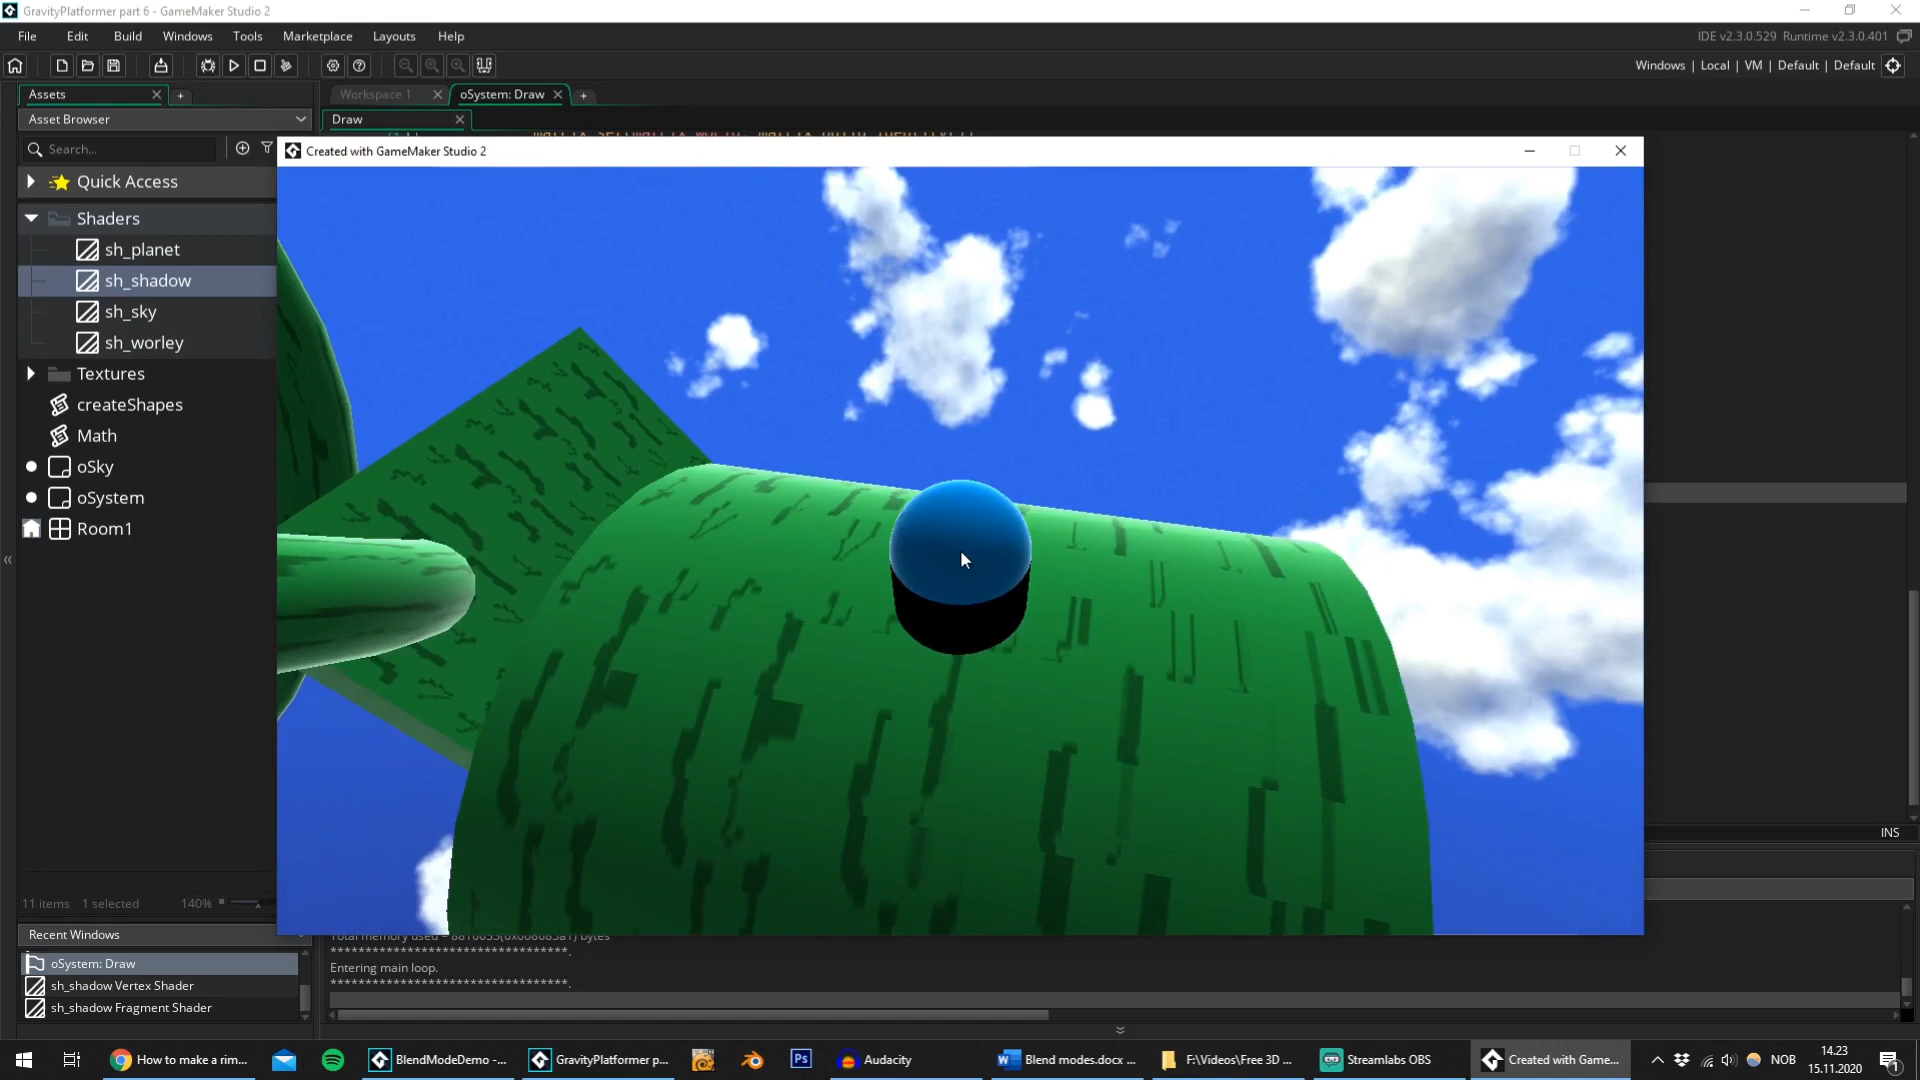 GravityPlatformer part 6 - GameMaker Studio 2
File Edit Build Windows Tools Marketplace Layouts Help
IDE v2.3.0.529 Runtime v2.3.0.401
Windows | Local | VM | Default | Default
Assets
Workspace 1
oSystem: Draw
Asset Browser
Draw
Search...
Created with GameMaker Studio 2
Quick Access
Shaders
sh_planet
sh_shadow
sh_sky
sh_worley
Textures
createShapes
Math
oSky
oSystem
Room1
INS
11 items 1 selected 140%
Recent Windows
oSystem: Draw
sh_shadow Vertex Shader
sh_shadow Fragment Shader
Entering main loop.
How to make a rim...
BlendModeDemo -...
GravityPlatformer p...
Ps
Audacity
Blend modes.docx ...
F:\Videos\Free 3D ...
Streamlabs OBS
Created with Game...
NOB
14.23
15.11.2020
1